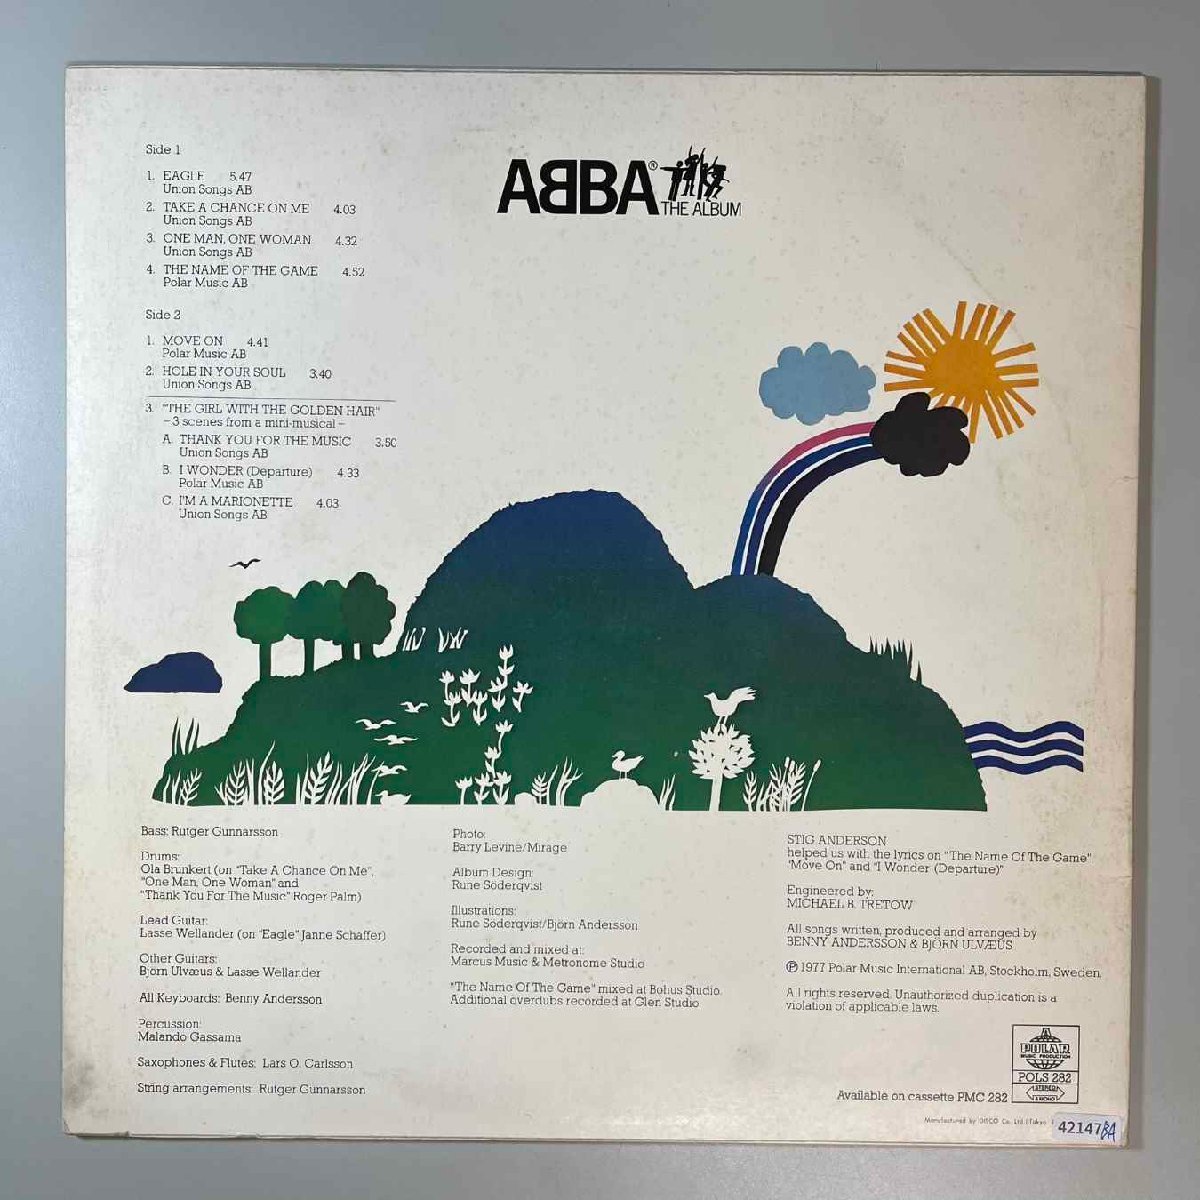 ABBA®
THE ALBUM
Side 1
1. EAGLE 5.47
Union Songs AB
2. TAKE A CHANCE ON ME 4.03
Union Songs AB
3. ONE MAN, ONE WOMAN 4.32
Union Songs AB
4. THE NAME OF THE GAME 4.52
Polar Music AB
Side 2
1. MOVE ON 4.41
Polar Music AB
2. HOLE IN YOUR SOUL 3.40
Union Songs AB
3. "THE GIRL WITH THE GOLDEN HAIR"
-3 scenes from a mini-musical-
A. THANK YOU FOR THE MUSIC 3.50
Union Songs AB
B. I WONDER (Departure) 4.33
Polar Music AB
C. I'M A MARIONETTE 4.03
Union Songs AB
Bass: Rutger Gunnarsson
Drums:
Ola Brunkert (on "Take A Chance On Me",
"One Man, One Woman" and
"Thank You For The Music" Roger Palm)
Lead Guitar:
Lasse Wellander (on "Eagle" Janne Schaffer)
Other Guitars:
Björn Ulvæus & Lasse Wellander
All Keyboards: Benny Andersson
Percussion:
Malando Gassama
Saxophones & Flutes: Lars O. Carlsson
String arrangements: Rutger Gunnarsson
Photo:
Barry Levine/Mirage
Album Design:
Rune Söderqvist
Illustrations:
Rune Söderqvist/Björn Andersson
Recorded and mixed at:
Marcus Music & Metronome Studio
"The Name Of The Game" mixed at Bohus Studio.
Additional overdubs recorded at Glen Studio
STIG ANDERSON
helped us with the lyrics on "The Name Of The Game"
"Move On" and "I Wonder (Departure)"
Engineered by:
MICHAEL B. TRETOW
All songs written, produced and arranged by
BENNY ANDERSSON & BJÖRN ULVÆUS
℗ 1977 Polar Music International AB, Stockholm, Sweden.
All rights reserved. Unauthorised duplication is a
violation of applicable laws.
POLAR
MUSIC PRODUCTION
POLS 282
STEREO
(MONO)
Available on cassette PMC 282
Manufactured by DISCO Co. Ltd. (Tokyo
42147BA